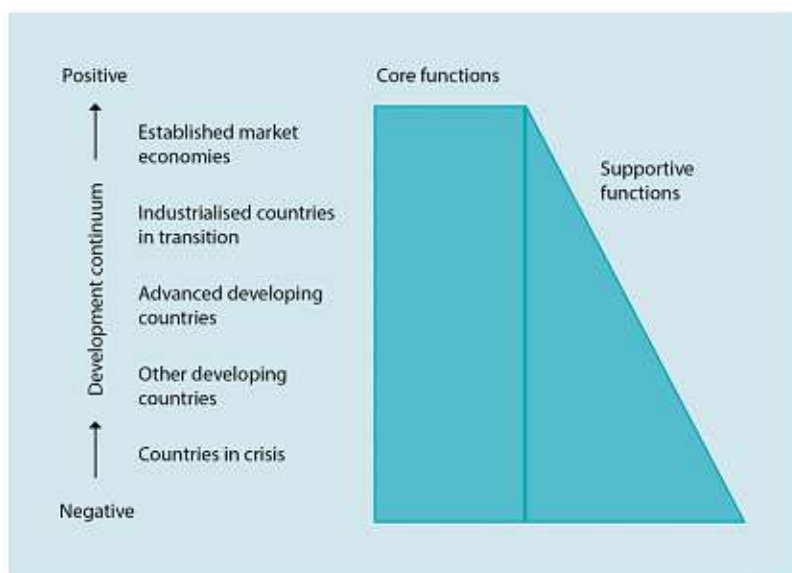 Positive
Core functions
Established market
economies
Supportive
functions
Industrialised countries
in transition
Development continuum
Advanced developing
countries
Other developing
countries
Countries in crisis
Negative